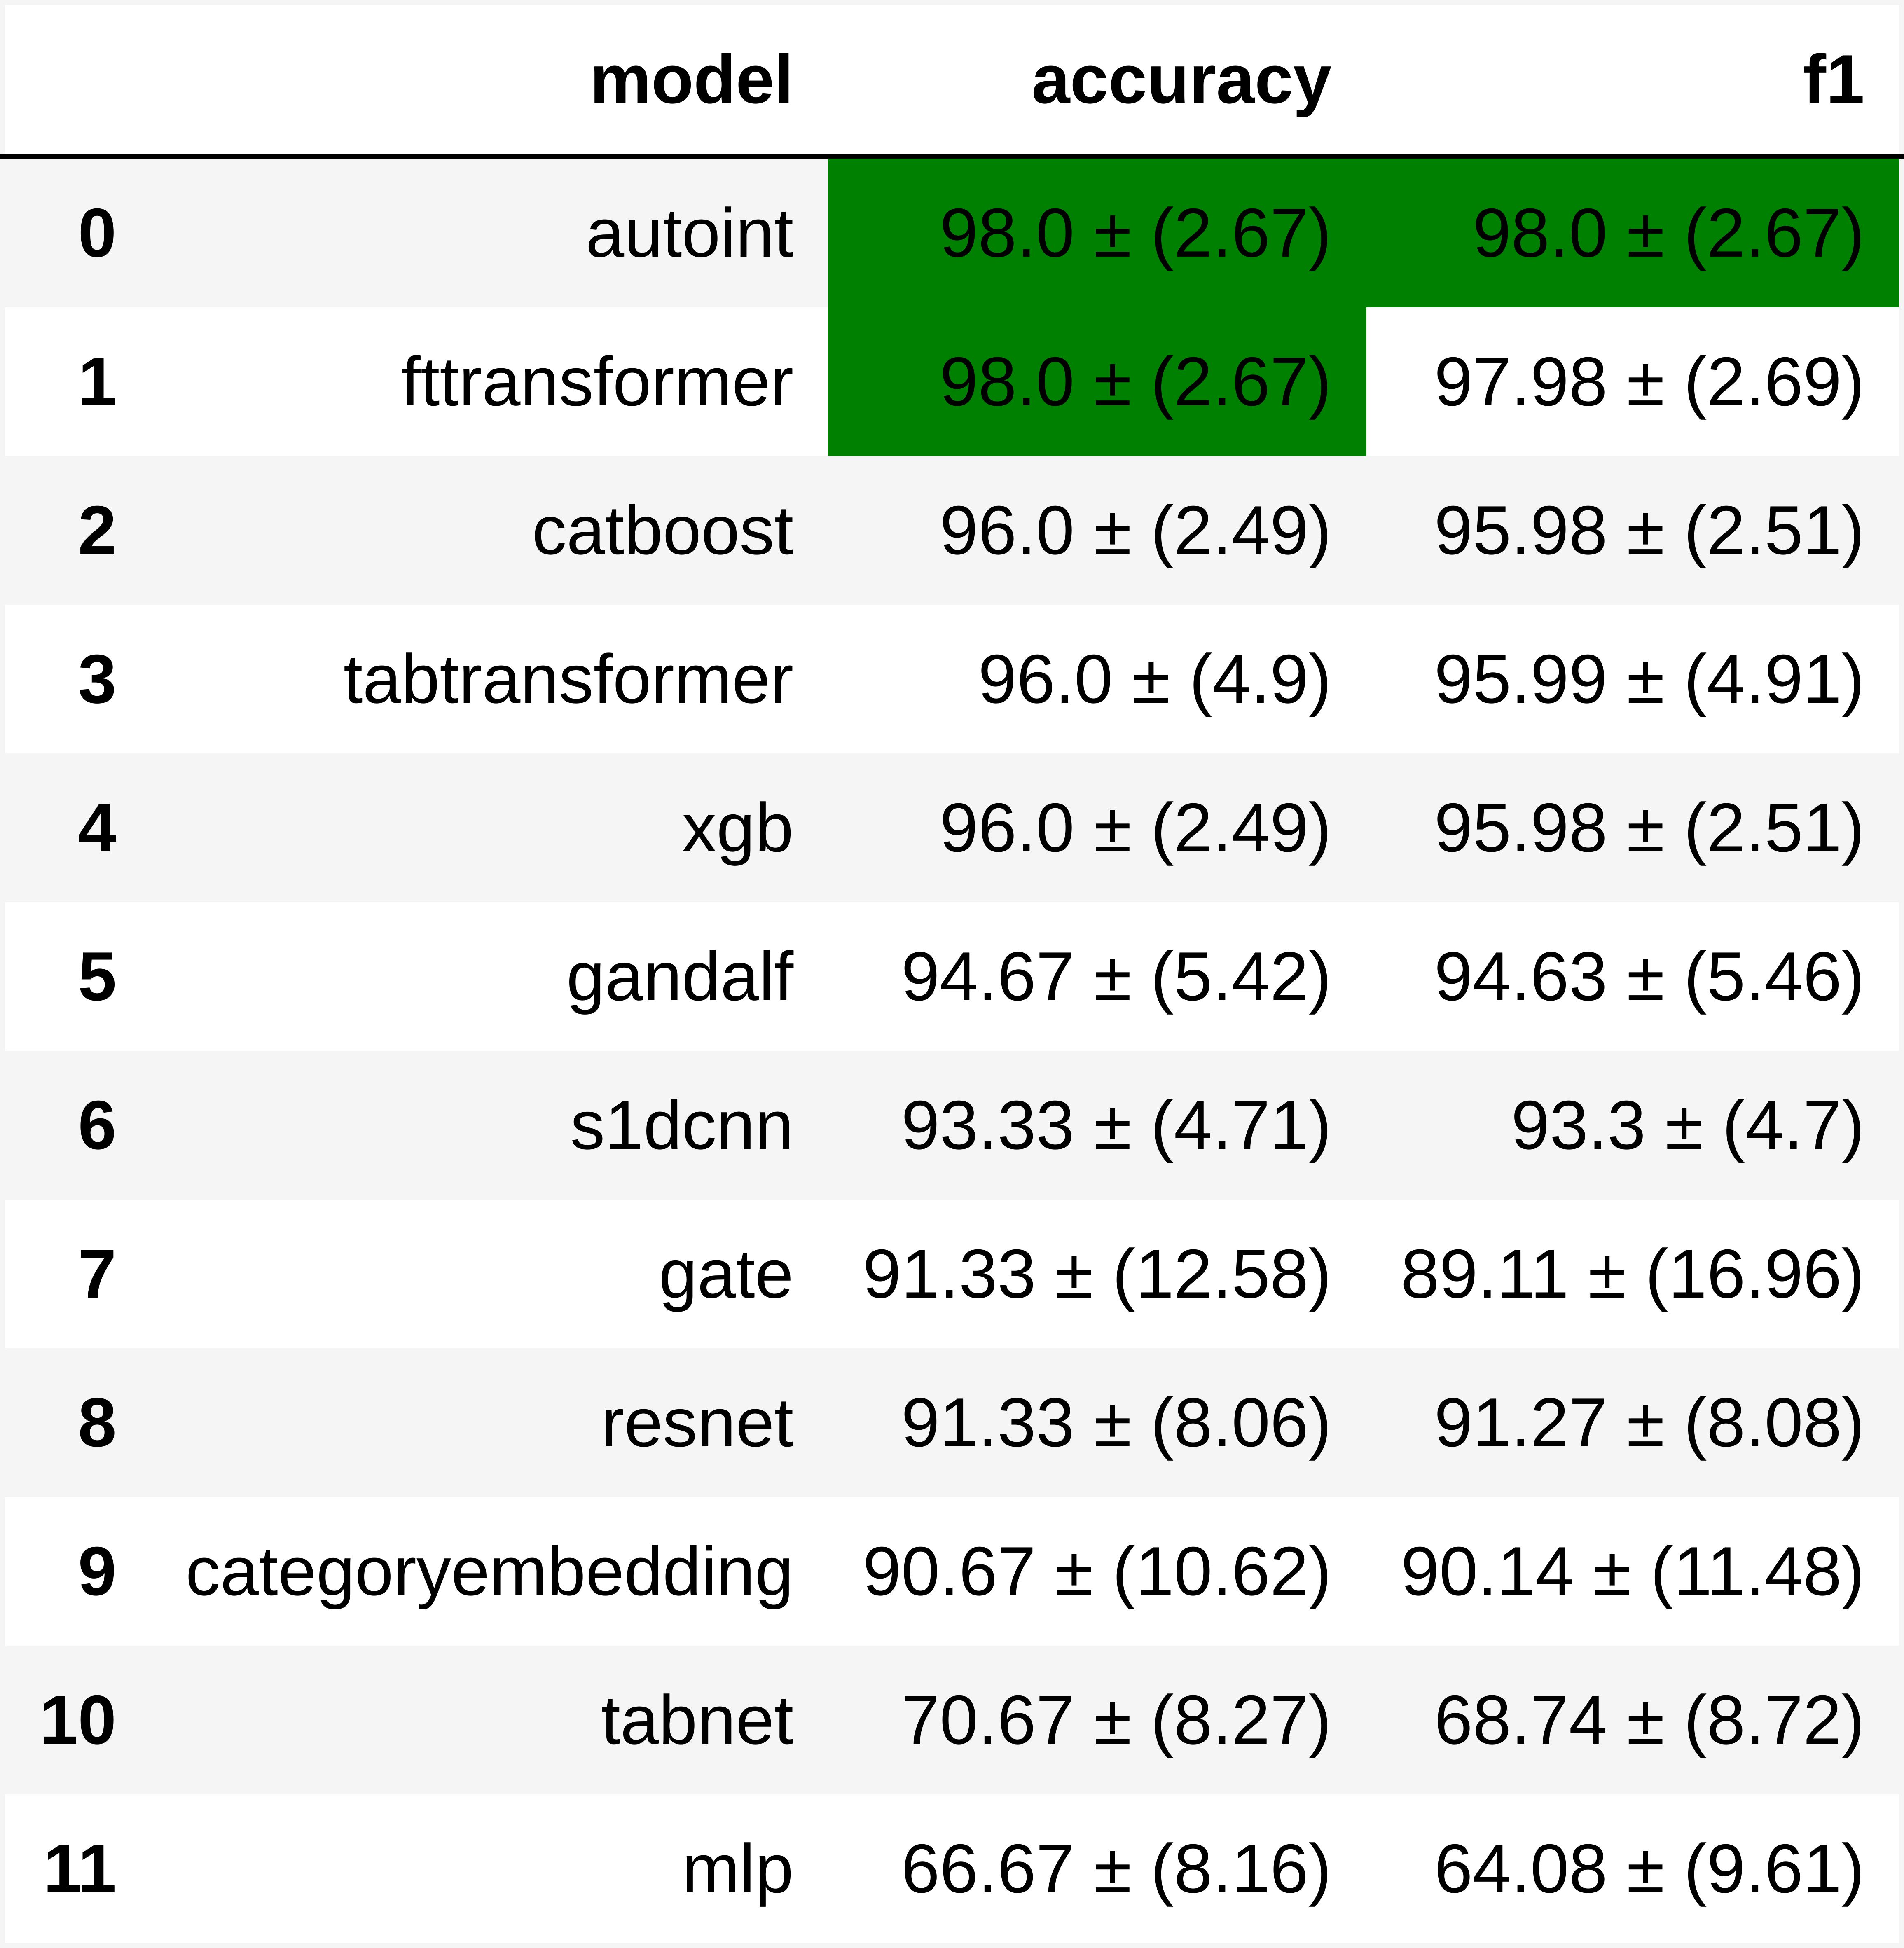 model accuracy f1
0 autoint 98.0 ± (2.67) 98.0 ± (2.67)
1 fttransformer 98.0 ± (2.67) 97.98 ± (2.69)
2 catboost 96.0 ± (2.49) 95.98 ± (2.51)
3 tabtransformer 96.0 ± (4.9) 95.99 ± (4.91)
4 xgb 96.0 ± (2.49) 95.98 ± (2.51)
5 gandalf 94.67 ± (5.42) 94.63 ± (5.46)
6 s1dcnn 93.33 ± (4.71) 93.3 ± (4.7)
7 gate 91.33 ± (12.58) 89.11 ± (16.96)
8 resnet 91.33 ± (8.06) 91.27 ± (8.08)
9 categoryembedding 90.67 ± (10.62) 90.14 ± (11.48)
10 tabnet 70.67 ± (8.27) 68.74 ± (8.72)
11 mlp 66.67 ± (8.16) 64.08 ± (9.61)